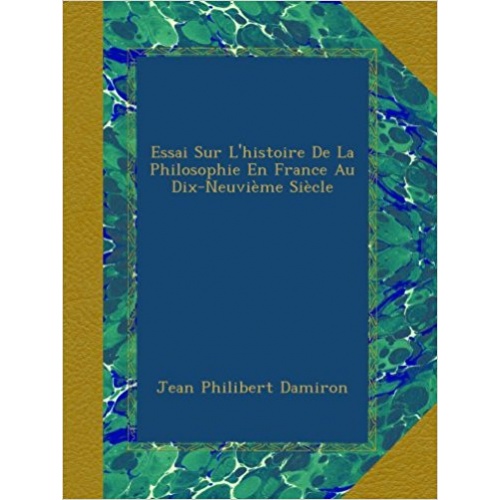 Essai Sur L'histoire De La
Philosophie En France Au
Dix-Neuvième Siècle
Jean Philibert Damiron